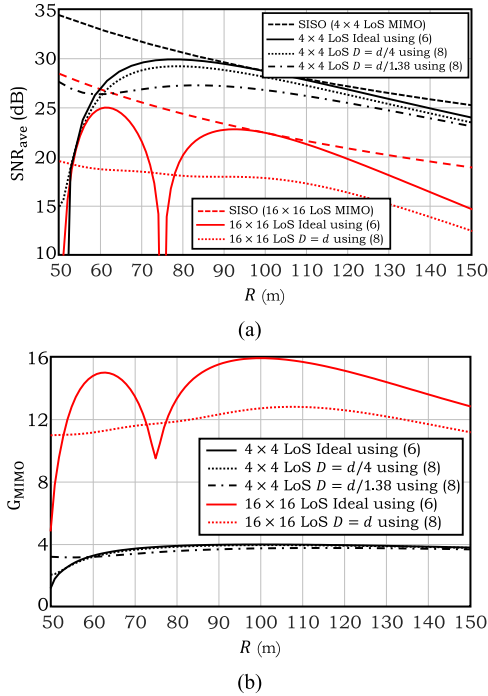 35
30
25
20
15
10
SNRave (dB)
SISO (4 × 4 LoS MIMO)
4 × 4 LoS Ideal using (6)
4 × 4 LoS D = d/4 using (8)
4 × 4 LoS D = d/1.38 using (8)
SISO (16 × 16 LoS MIMO)
16 × 16 LoS Ideal using (6)
16 × 16 LoS D = d using (8)
50 60 70 80 90 100 110 120 130 140 150
R (m)
(a)
16
12
8
4
0
GMIMO
4 × 4 LoS Ideal using (6)
4 × 4 LoS D = d/4 using (8)
4 × 4 LoS D = d/1.38 using (8)
16 × 16 LoS Ideal using (6)
16 × 16 LoS D = d using (8)
50 60 70 80 90 100 110 120 130 140 150
R (m)
(b)